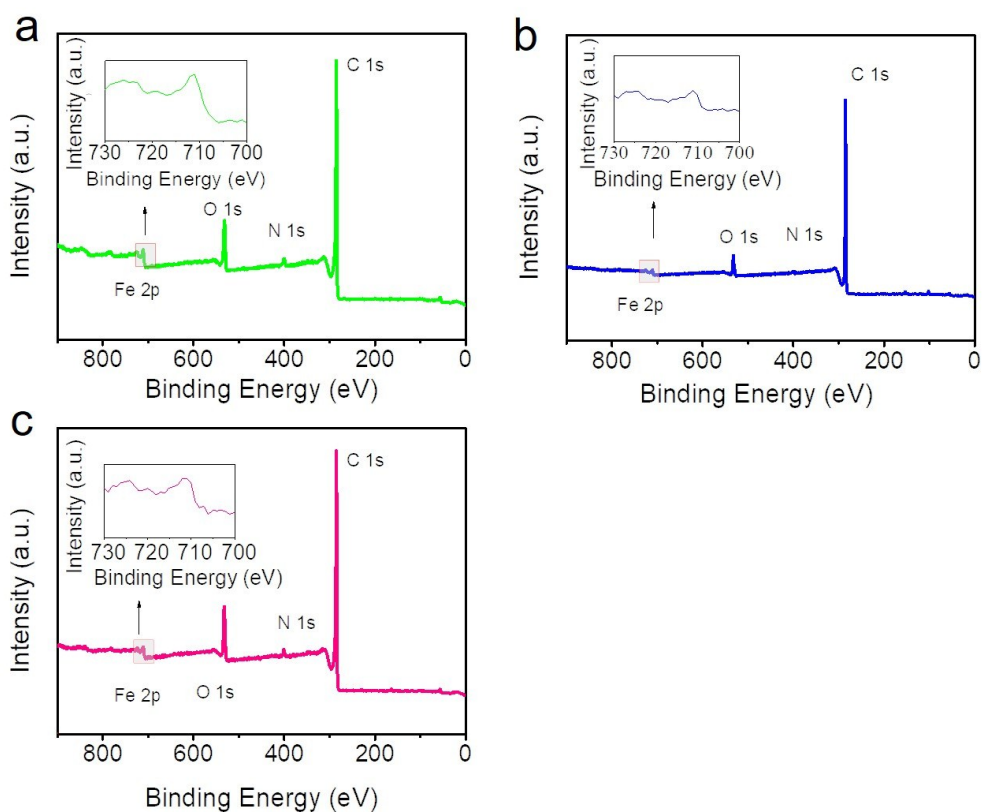 a
Intensity (a.u.)
Intensity (a.u.)
730 720 710 700
Binding Energy (eV)
C 1s
O 1s
N 1s
Fe 2p
800 600 400 200 0
Binding Energy (eV)
b
Intensity (a.u.)
Intensity (a.u.)
730 720 710 700
Binding Energy (eV)
C 1s
O 1s
N 1s
Fe 2p
800 600 400 200 0
Binding Energy (eV)
c
Intensity (a.u.)
Intensity (a.u.)
730 720 710 700
Binding Energy (eV)
C 1s
N 1s
Fe 2p
O 1s
800 600 400 200 0
Binding Energy (eV)